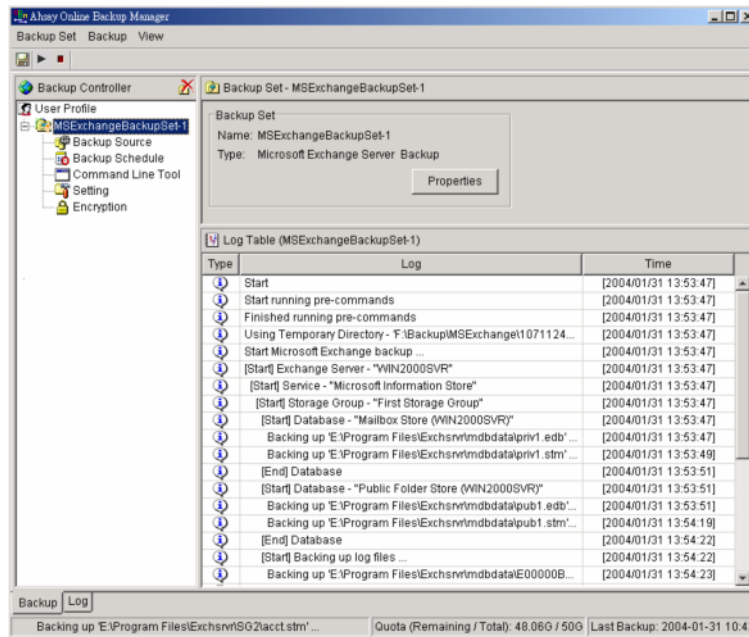 Ahsay Online Backup Manager
Backup Set Backup View
Backup Controller
User Profile
MSExchangeBackupSet-1
Backup Source
Backup Schedule
Command Line Tool
Setting
Encryption
Backup Set - MSExchangeBackupSet-1
Backup Set
Name: MSExchangeBackupSet-1
Type: Microsoft Exchange Server Backup
Properties
Log Table (MSExchangeBackupSet-1)
Type Log Time
Start [2004/01/31 13:53:47]
Start running pre-commands [2004/01/31 13:53:47]
Finished running pre-commands [2004/01/31 13:53:47]
Using Temporary Directory - 'F:\Backup\MSExchange\1071124... [2004/01/31 13:53:47]
Start Microsoft Exchange backup ... [2004/01/31 13:53:47]
[Start] Exchange Server - "WIN2000SVR" [2004/01/31 13:53:47]
[Start] Service - "Microsoft Information Store" [2004/01/31 13:53:47]
[Start] Storage Group - "First Storage Group" [2004/01/31 13:53:47]
[Start] Database - "Mailbox Store (WIN2000SVR)" [2004/01/31 13:53:47]
Backing up 'E:\Program Files\Exchsrvr\mdbdata\priv1.edb' ... [2004/01/31 13:53:47]
Backing up 'E:\Program Files\Exchsrvr\mdbdata\priv1.stm' ... [2004/01/31 13:53:49]
[End] Database [2004/01/31 13:53:51]
[Start] Database - "Public Folder Store (WIN2000SVR)" [2004/01/31 13:53:51]
Backing up 'E:\Program Files\Exchsrvr\mdbdata\pub1.edb' ... [2004/01/31 13:53:51]
Backing up 'E:\Program Files\Exchsrvr\mdbdata\pub1.stm' ... [2004/01/31 13:54:19]
[End] Database [2004/01/31 13:54:22]
[Start] Backing up log files ... [2004/01/31 13:54:22]
Backing up 'E:\Program Files\Exchsrvr\mdbdata\E00000B... [2004/01/31 13:54:23]
Backup Log
Backing up 'E:\Program Files\Exchsrvr\SG2\acct.stm' ... Quota (Remaining / Total): 48.06G / 50G Last Backup: 2004-01-31 10:4